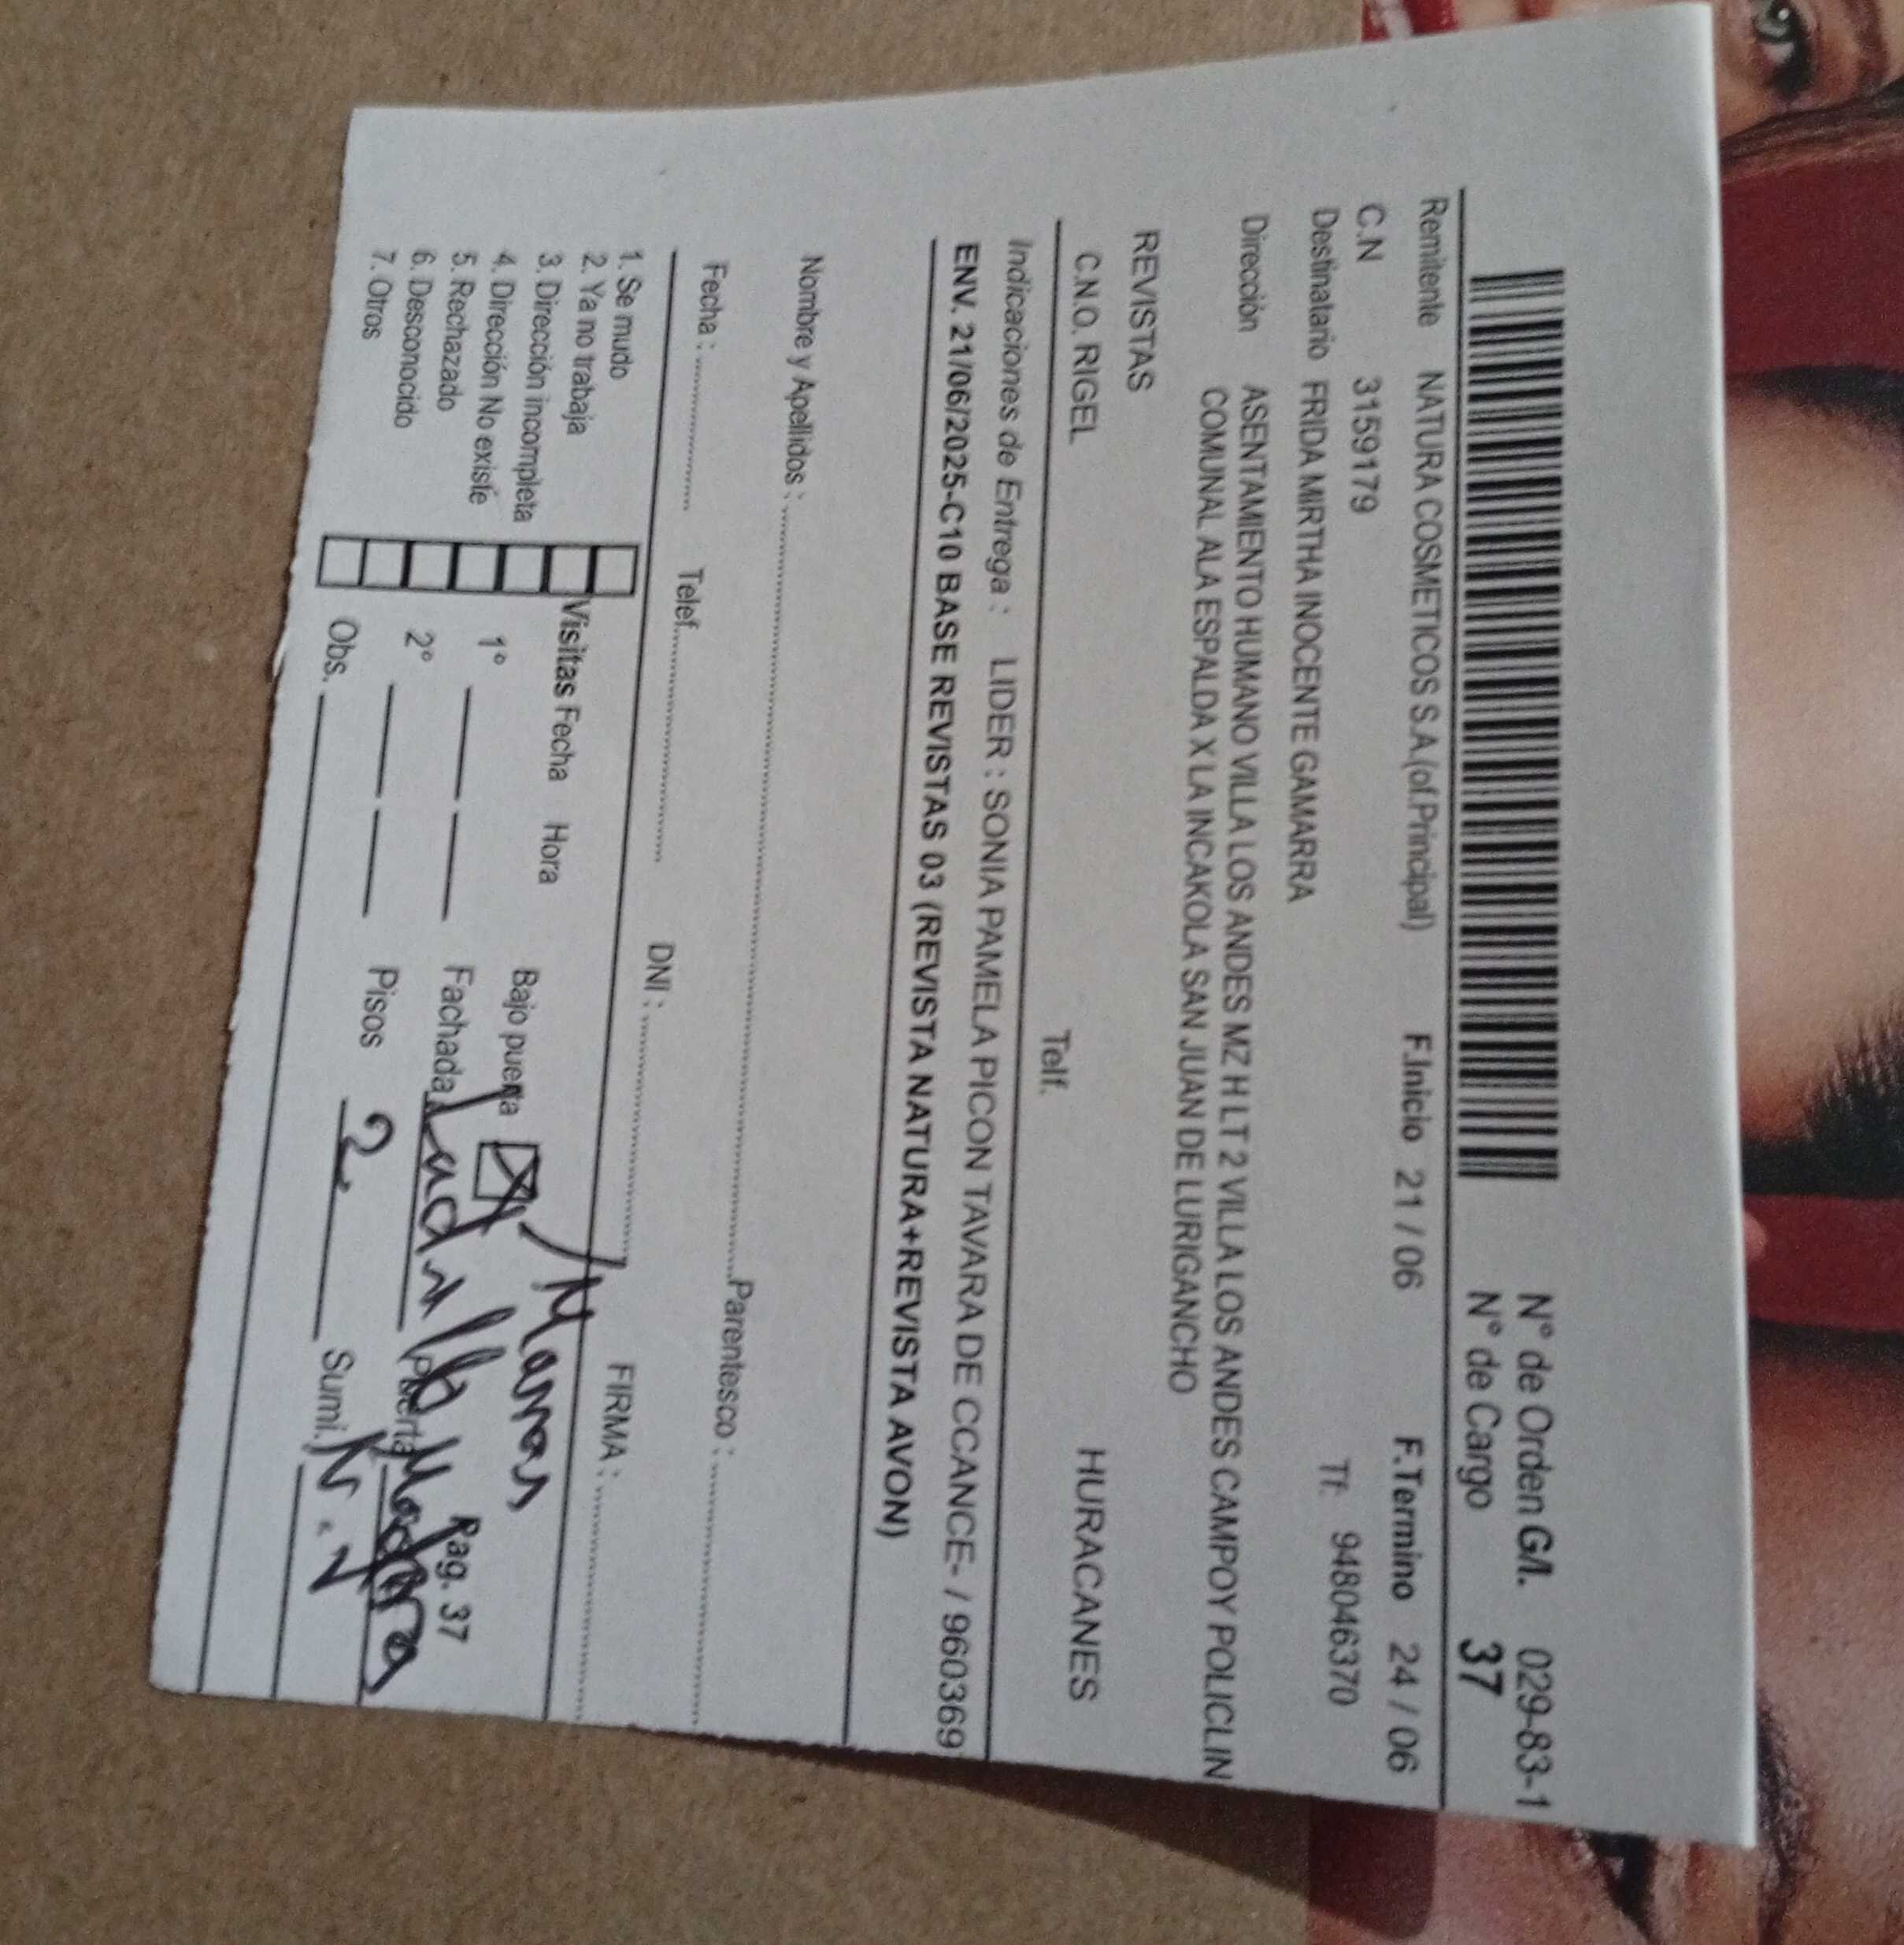 N° de Orden G/I. 029-83-1
N° de Cargo 37
Remitente NATURA COSMETICOS S.A.(of.Principal) F.Inicio 21 / 06 F.Termino 24 / 06
C.N 31591179
Destinatario FRIDA MIRTHA INOCENTE GAMARRA Tf: 948046370
Dirección ASENTAMIENTO HUMANO VILLA LOS ANDES MZ H LT 2 VILLA LOS ANDES CAMPOY POLICLIN
COMUNAL ALA ESPALDA X LA INCAKOLA SAN JUAN DE LURIGANCHO
REVISTAS
C.N.O. RIGEL Telf. HURACANES
Indicaciones de Entrega : LIDER : SONIA PAMELA PICON TAVARA DE CCANCE- / 9603369
ENV. 21/06/2025-C10 BASE REVISTAS 03 (REVISTA NATURA+REVISTA AVON)
Nombre y Apellidos : Parentesco :
Fecha : Telef. DNI : FIRMA :
1. Se mudo
2. Ya no trabaja
3. Dirección incompleta
4. Dirección No existe
5. Rechazado
6. Desconocido
7. Otros
Visitas Fecha Hora
1°
2°
Obs.
Bajo puerta Marron Pag. 37
Fachada Ladrillo Puerta Madera
Pisos 2 Sumi.